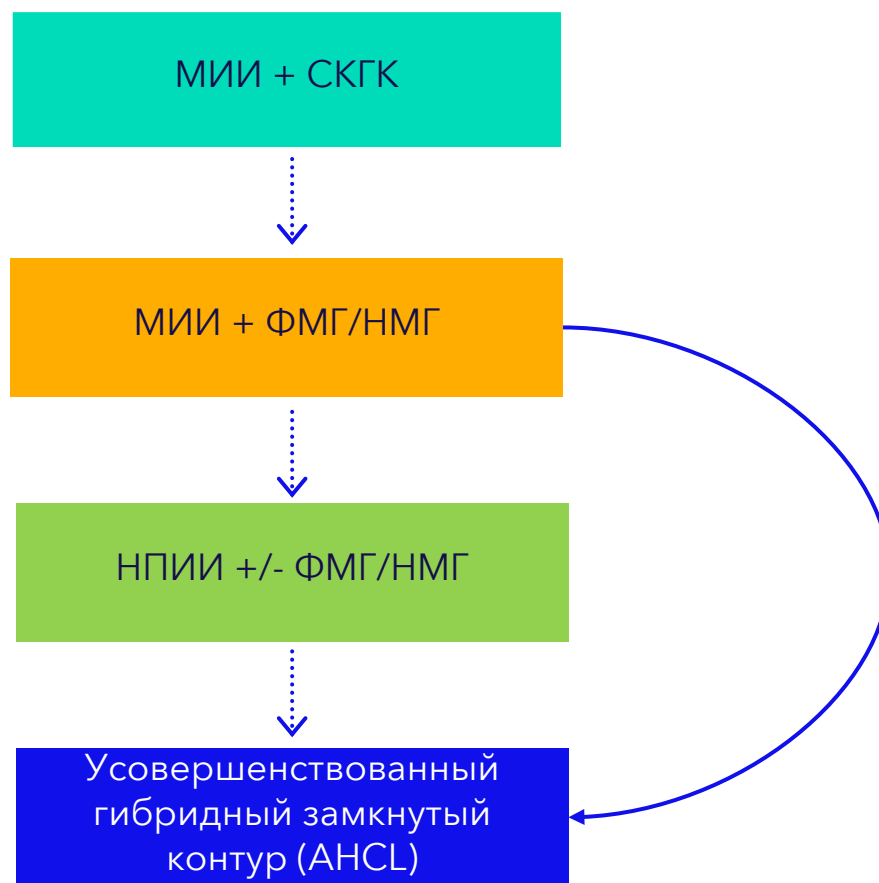 МИИ + СКГК
МИИ + ФМГ/НМГ
НПИИ +/- ФМГ/НМГ
Усовершенствованный
гибридный замкнутый
контур (AHCL)